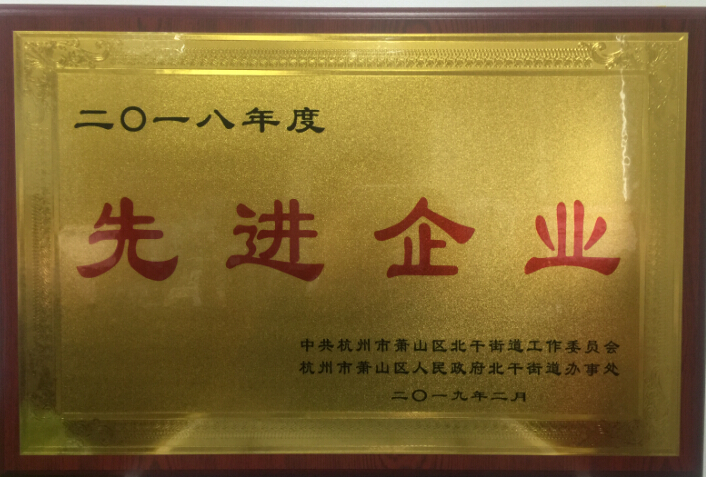 二〇一八年度
先进企业
中共杭州市萧山区北干街道工作委员会
杭州市萧山区人民政府北干街道办事处
二〇一九年二月